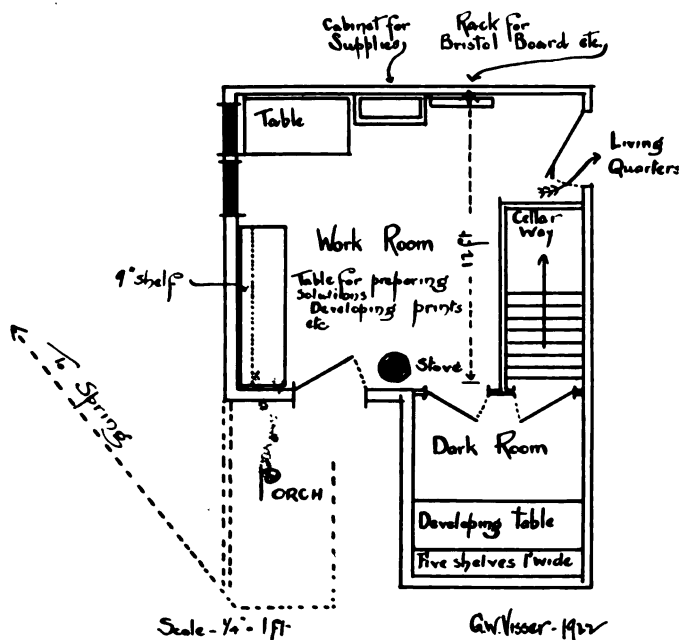 Cabinet for
Supplies
Rack for
Bristol Board etc.
Table
Living
Quarters
Cellar
Way
Work Room
12 ft
9" shelf
Table for preparing
Solutions
Developing prints
etc
Stove
To Spring
Dark Room
PORCH
Developing Table
Five shelves 1' wide
Scale - 1/4" - 1 ft
G.W. Visser - 1922